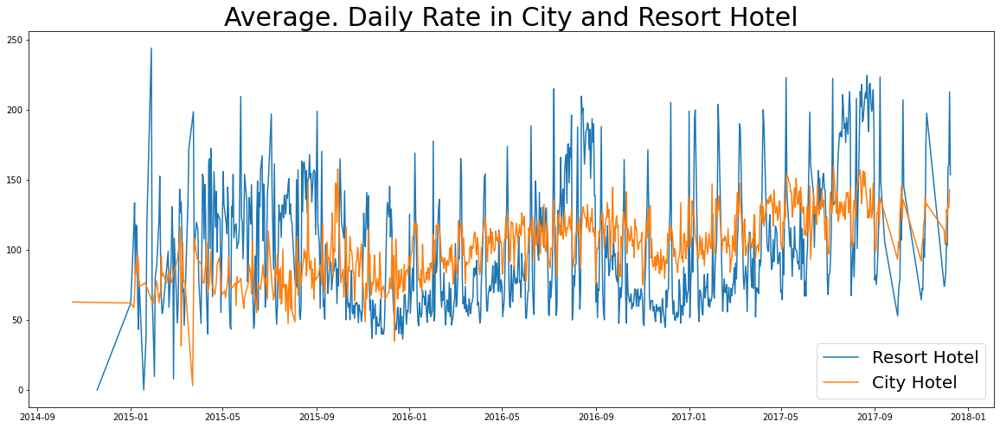 Average. Daily Rate in City and Resort Hotel
250
200
150
100
50
0
2014-09 2015-01 2015-05 2015-09 2016-01 2016-05 2016-09 2017-01 2017-05 2017-09 2018-01
Resort Hotel
City Hotel